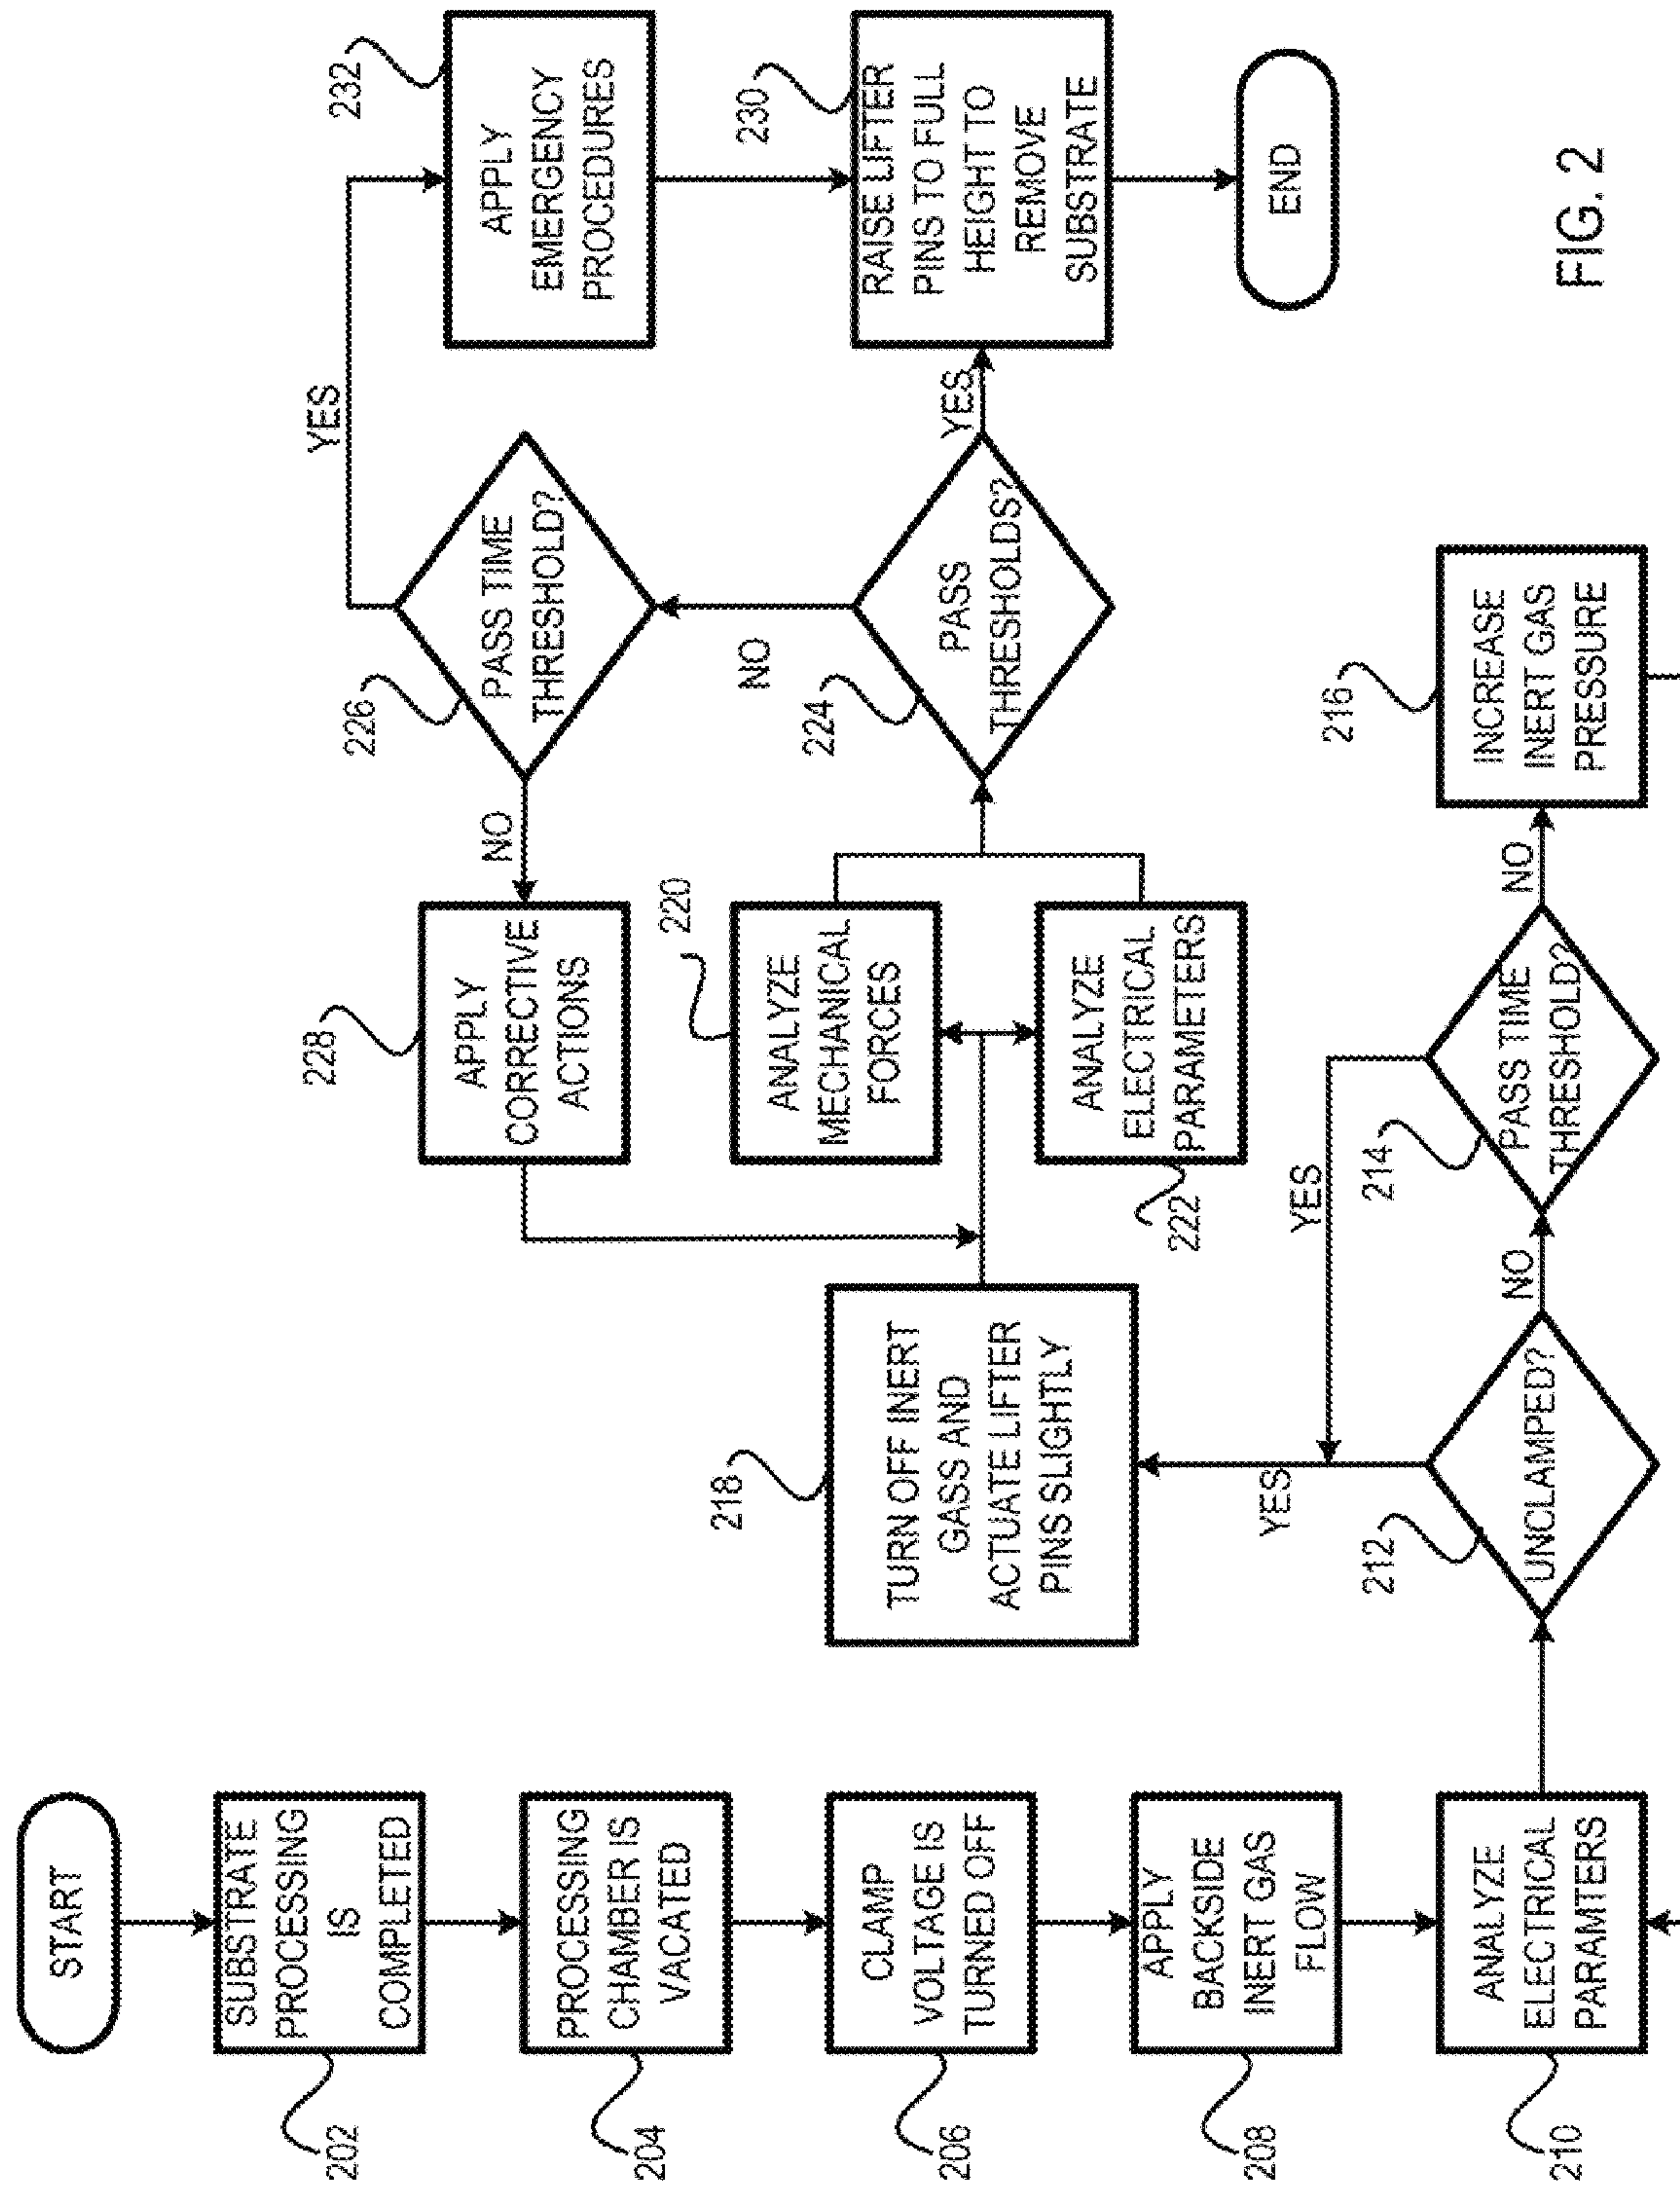 START
SUBSTRATE
PROCESSING
IS
COMPLETED
202
PROCESSING
CHAMBER IS
VACATED
204
CLAMP
VOLTAGE IS
TURNED OFF
206
APPLY
BACKSIDE
INERT GAS
FLOW
208
ANALYZE
ELECTRICAL
PARAMTERS
210
UNCLAMPED?
212
YES
NO
PASS TIME
THRESHOLD?
214
YES
NO
INCREASE
INERT GAS
PRESSURE
216
TURN OFF INERT
GASS AND
ACTUATE LIFTER
PINS SLIGHTLY
218
ANALYZE
MECHANICAL
FORCES
220
ANALYZE
ELECTRICAL
PARAMETERS
222
PASS
THRESHOLDS?
224
YES
NO
PASS TIME
THRESHOLD?
226
NO
YES
APPLY
CORRECTIVE
ACTIONS
228
APPLY
EMERGENCY
PROCEDURES
232
RAISE LIFTER
PINS TO FULL
HEIGHT TO
REMOVE
SUBSTRATE
230
END
FIG. 2